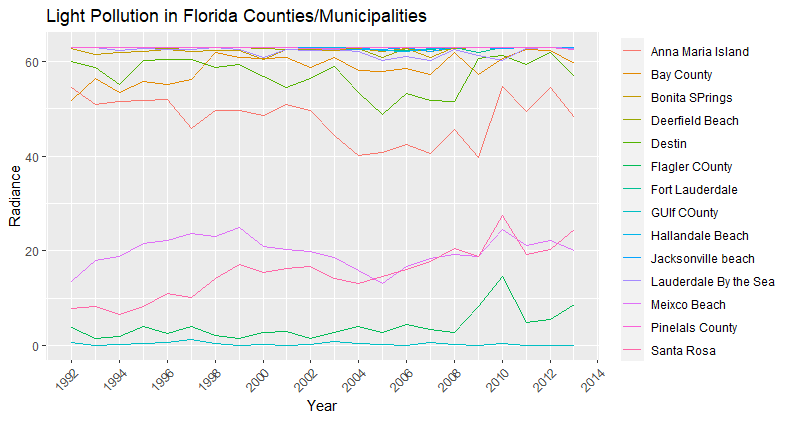 Light Pollution in Florida Counties/Municipalities
Radiance
60
40
20
0
1992
1994
1996
1998
2000
2002
2004
2006
2008
2010
2012
2014
Year
Anna Maria Island
Bay County
Bonita SPrings
Deerfield Beach
Destin
Flagler COunty
Fort Lauderdale
GUlf COunty
Hallandale Beach
Jacksonville beach
Lauderdale By the Sea
Meixco Beach
Pinelals County
Santa Rosa